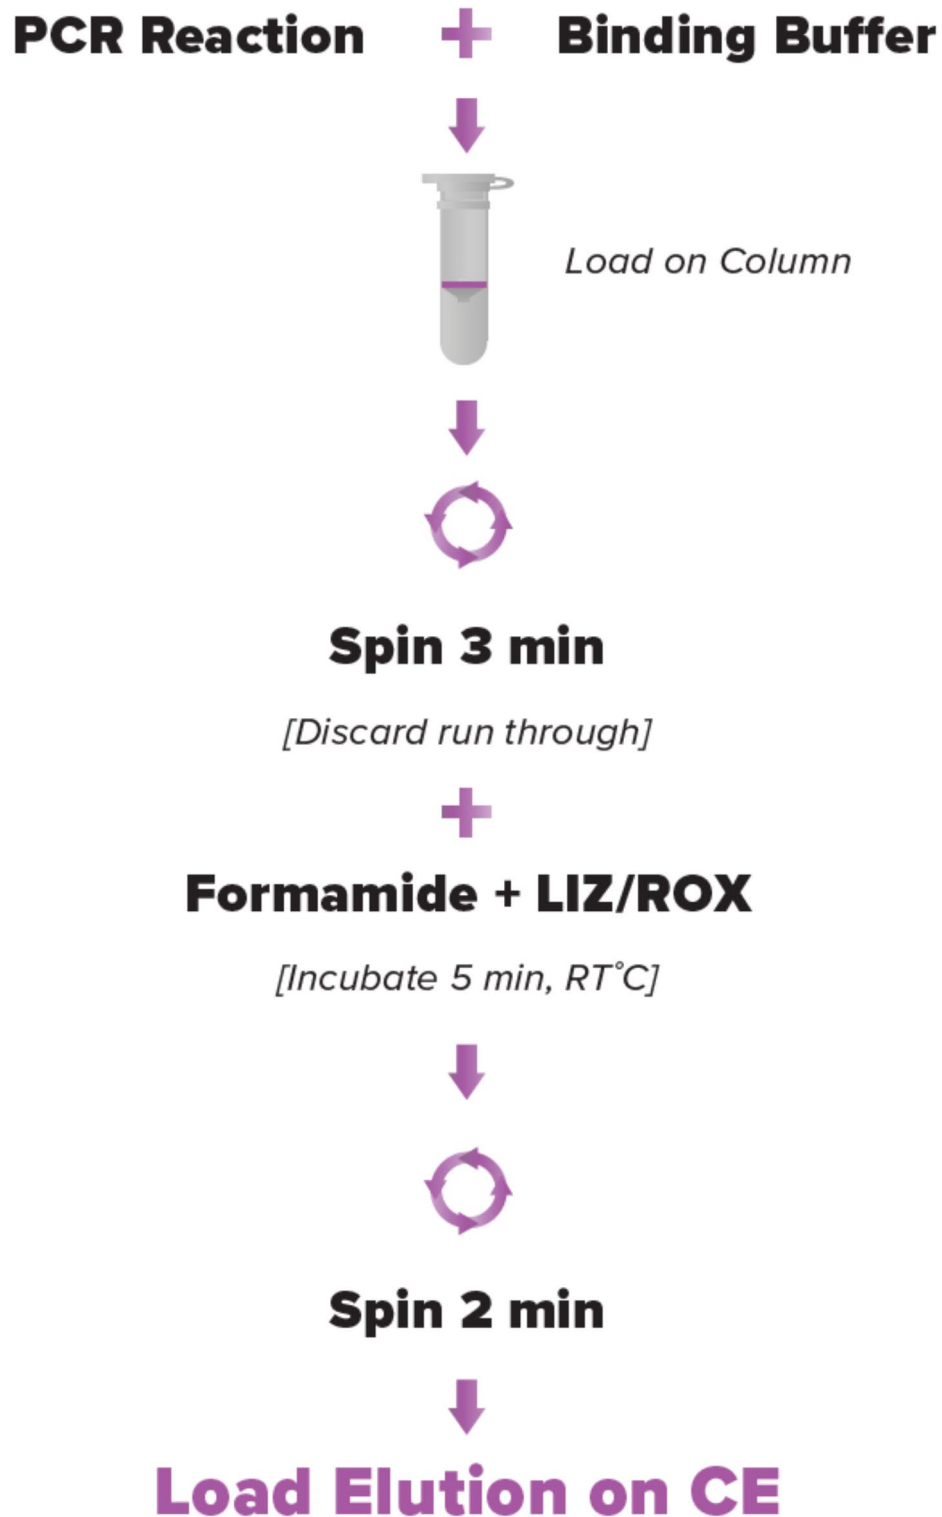 PCR Reaction + Binding Buffer
Load on Column
Spin 3 min
[Discard run through]
+
Formamide + LIZ/ROX
[Incubate 5 min, RT˚C]
Spin 2 min
Load Elution on CE